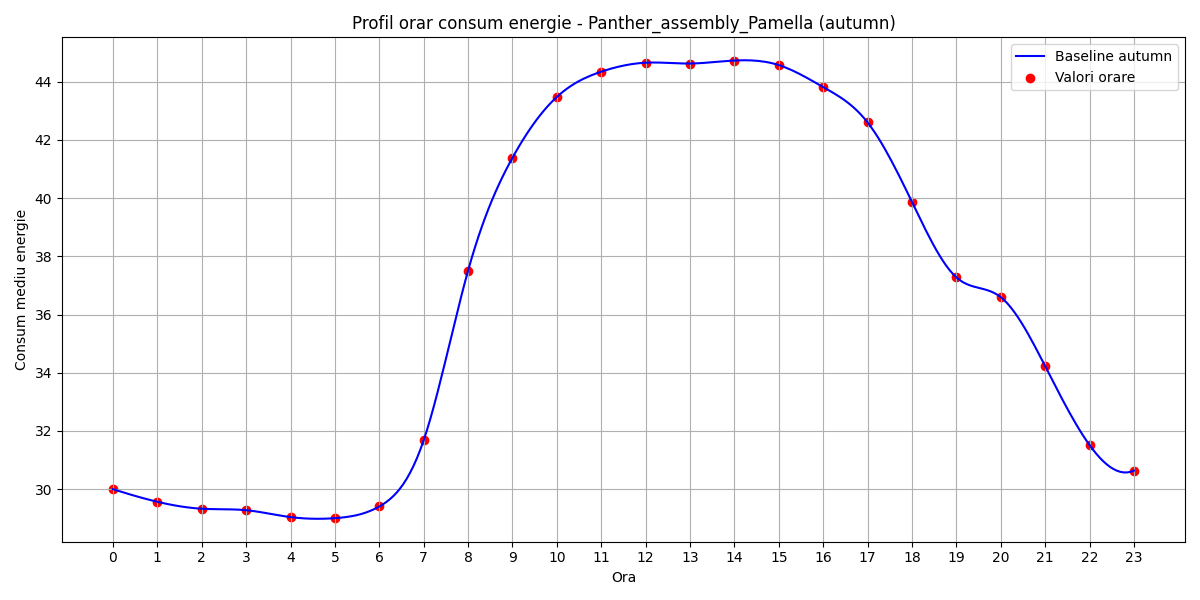 Profil orar consum energie - Panther_assembly_Pamella (autumn)
Baseline autumn
Valori orare
Consum mediu energie
44
42
40
38
36
34
32
30
0 1 2 3 4 5 6 7 8 9 10 11 12 13 14 15 16 17 18 19 20 21 22 23
Ora